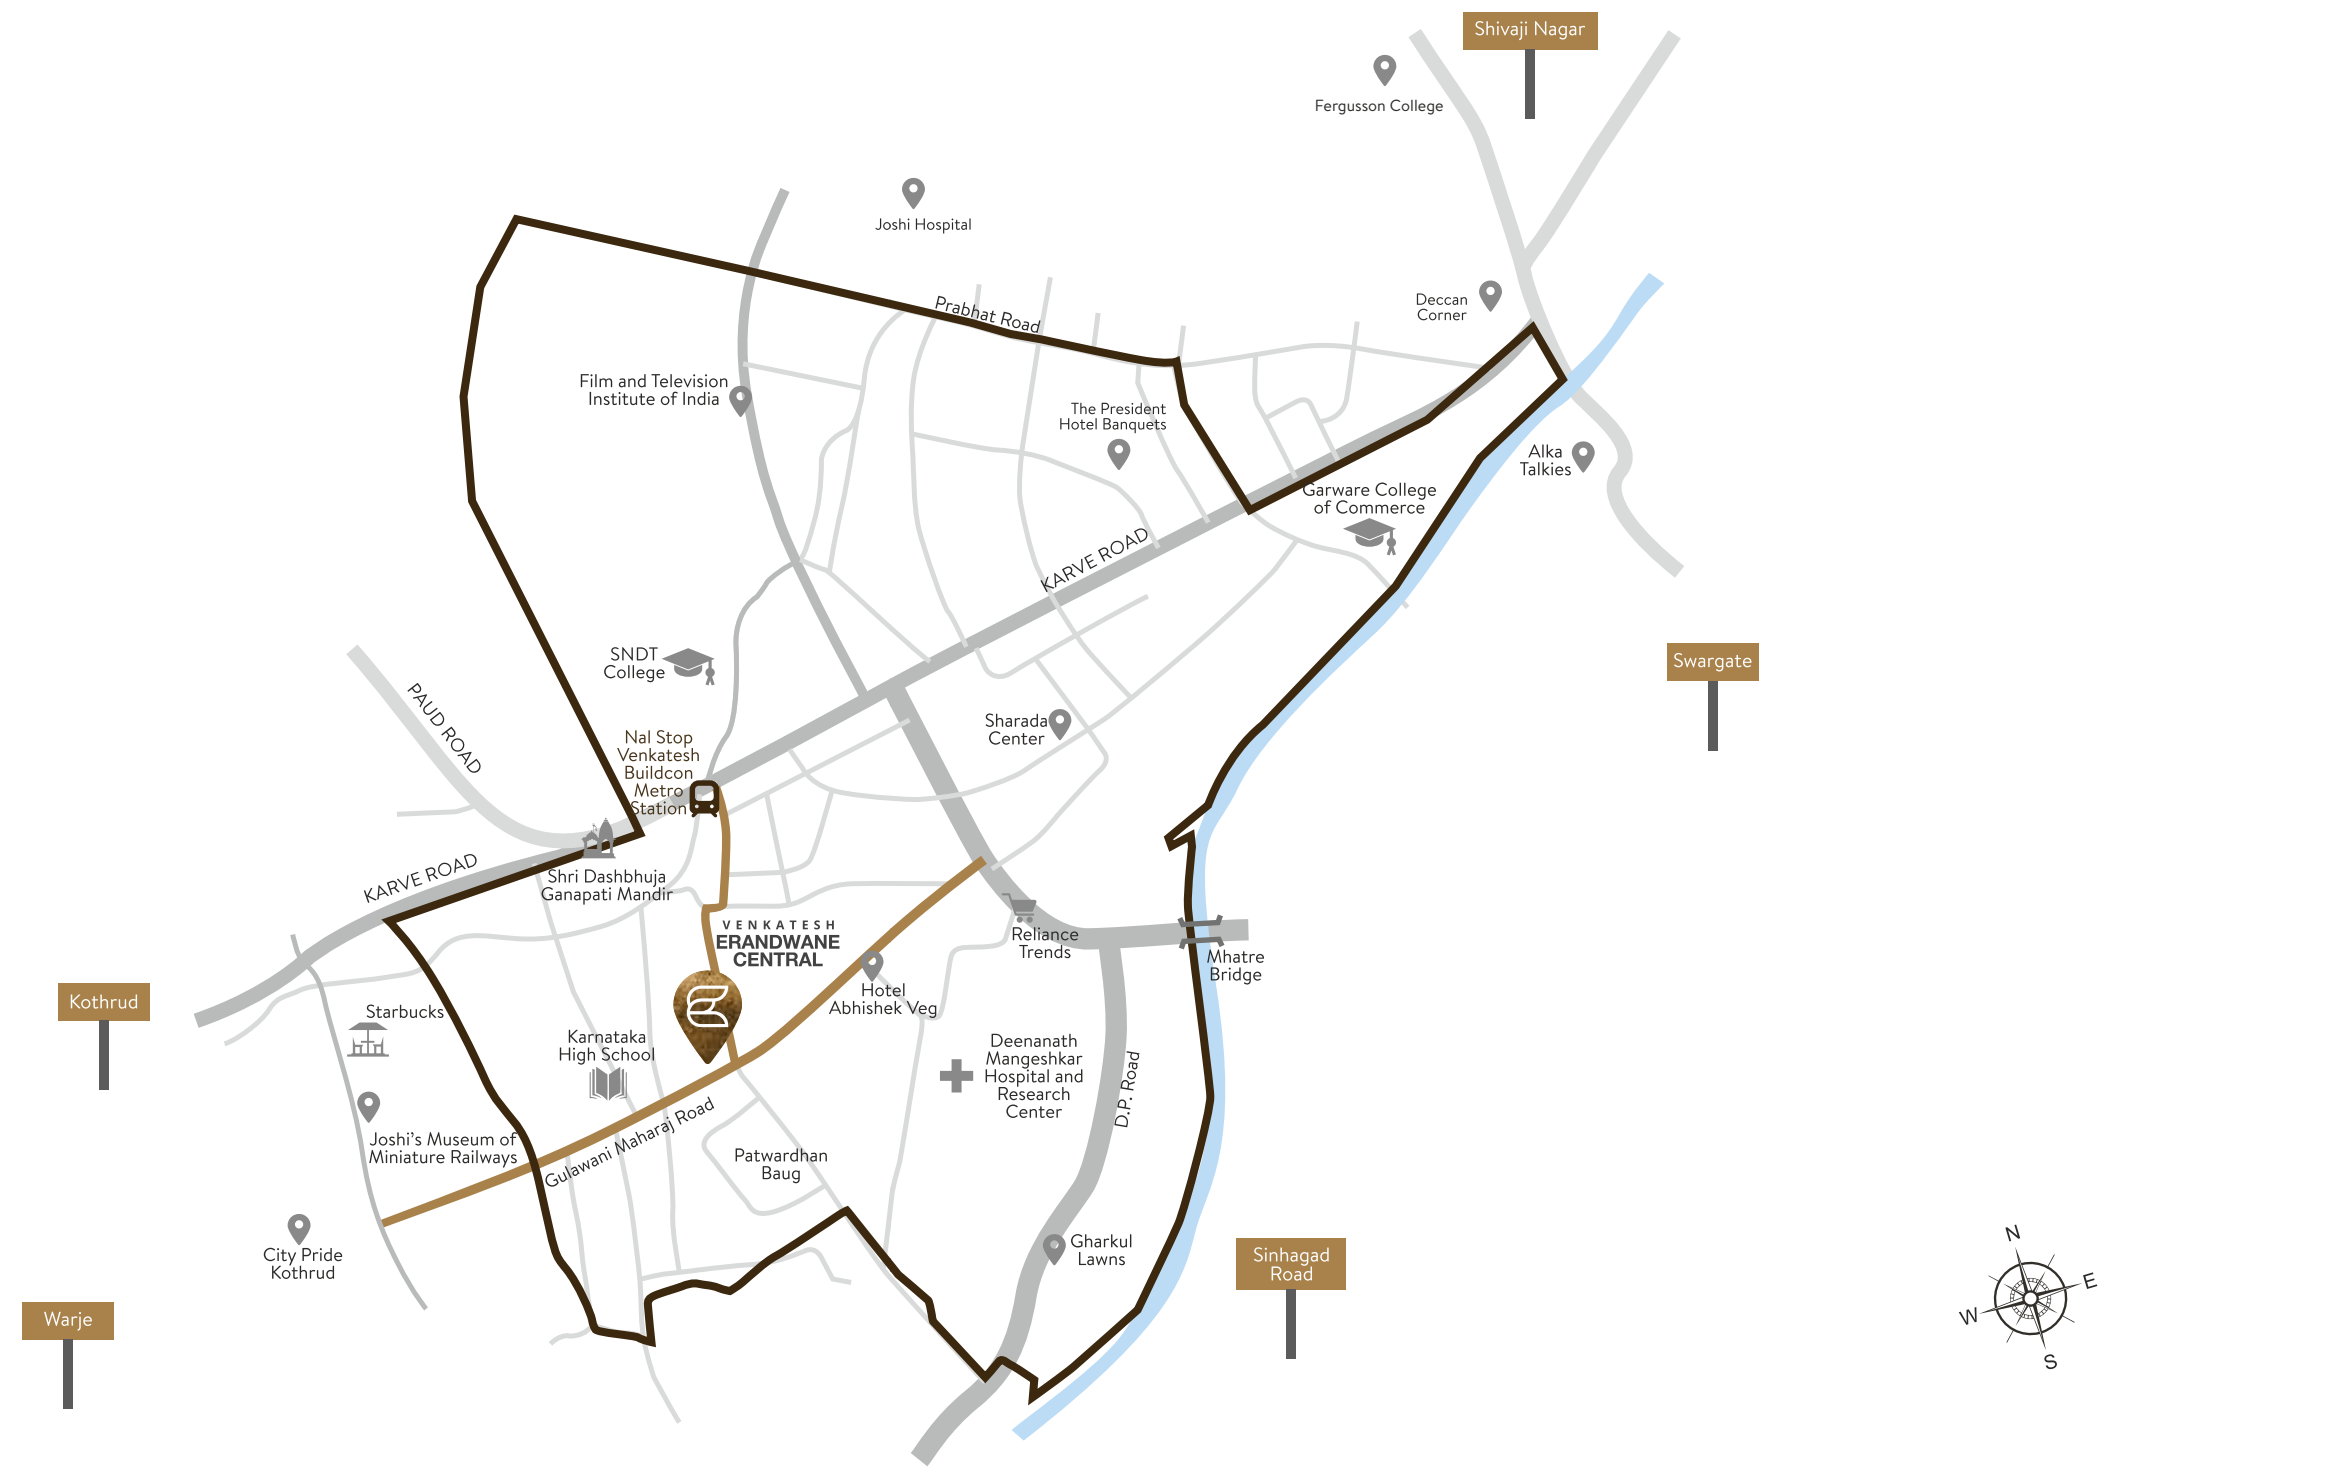 Shivaji Nagar
Fergusson College
Joshi Hospital
Prabhat Road
Deccan
Corner
Film and Television
Institute of India
The President
Hotel Banquets
Alka
Talkies
Garware College
of Commerce
KARVE ROAD
SNDT
College
Swargate
PAUD ROAD
Sharada
Center
Nal Stop
Venkatesh
Buildcon
Metro
Station
KARVE ROAD
Shri Dashbhuja
Ganapati Mandir
VENKATESH
ERANDWANE
CENTRAL
Reliance
Trends
Mhatre
Bridge
Hotel
Abhishek Veg
Kothrud
Starbucks
Karnataka
High School
Deenanath
Mangeshkar
Hospital and
Research
Center
D.P. Road
Joshi's Museum of
Miniature Railways
Gulawani Maharaj Road
Patwardhan
Baug
City Pride
Kothrud
Gharkul
Lawns
Sinhagad
Road
Warje
N
E
W
S